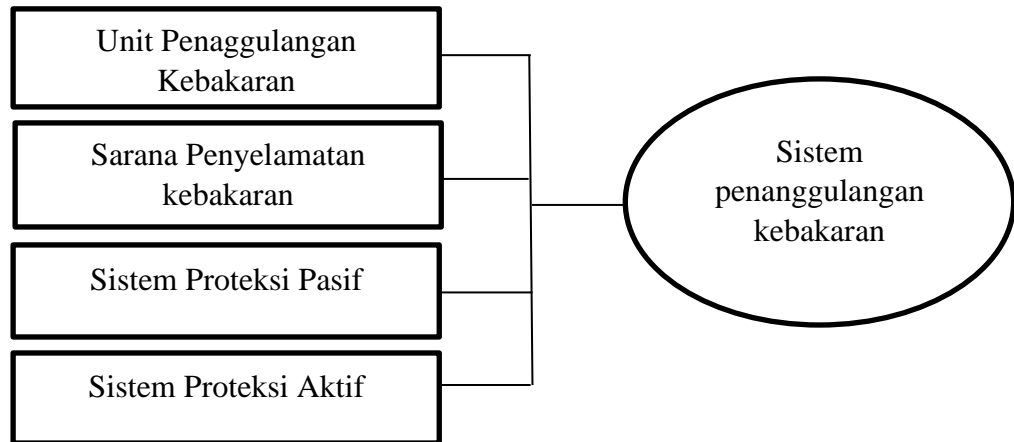 Unit Penaggulangan
Kebakaran
Sarana Penyelamatan
kebakaran
Sistem Proteksi Pasif
Sistem Proteksi Aktif
Sistem
penanggulangan
kebakaran